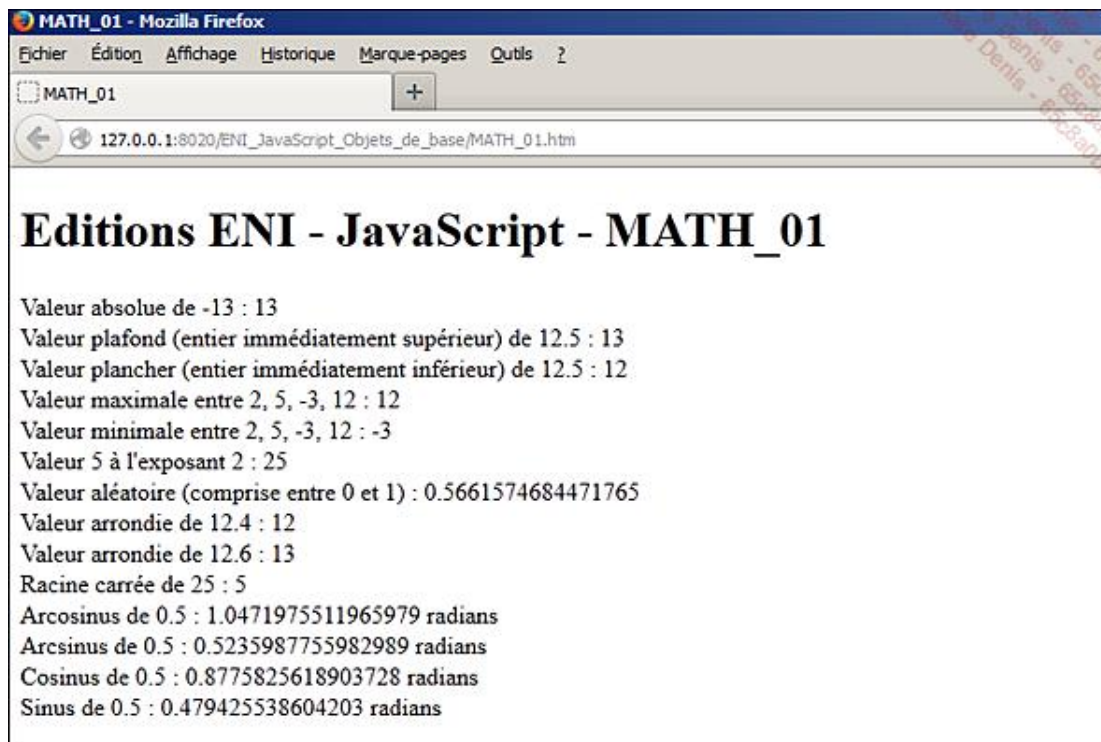 MATH_01 - Mozilla Firefox
Fichier Édition Affichage Historique Marque-pages Outils ?
MATH_01 +
127.0.0.1:8020/ENI_JavaScript_Objets_de_base/MATH_01.htm
Editions ENI - JavaScript - MATH_01
Valeur absolue de -13 : 13
Valeur plafond (entier immédiatement supérieur) de 12.5 : 13
Valeur plancher (entier immédiatement inférieur) de 12.5 : 12
Valeur maximale entre 2, 5, -3, 12 : 12
Valeur minimale entre 2, 5, -3, 12 : -3
Valeur 5 à l'exposant 2 : 25
Valeur aléatoire (comprise entre 0 et 1) : 0.5661574684471765
Valeur arrondie de 12.4 : 12
Valeur arrondie de 12.6 : 13
Racine carrée de 25 : 5
Arcosinus de 0.5 : 1.0471975511965979 radians
Arcsinus de 0.5 : 0.5235987755982989 radians
Cosinus de 0.5 : 0.8775825618903728 radians
Sinus de 0.5 : 0.479425538604203 radians